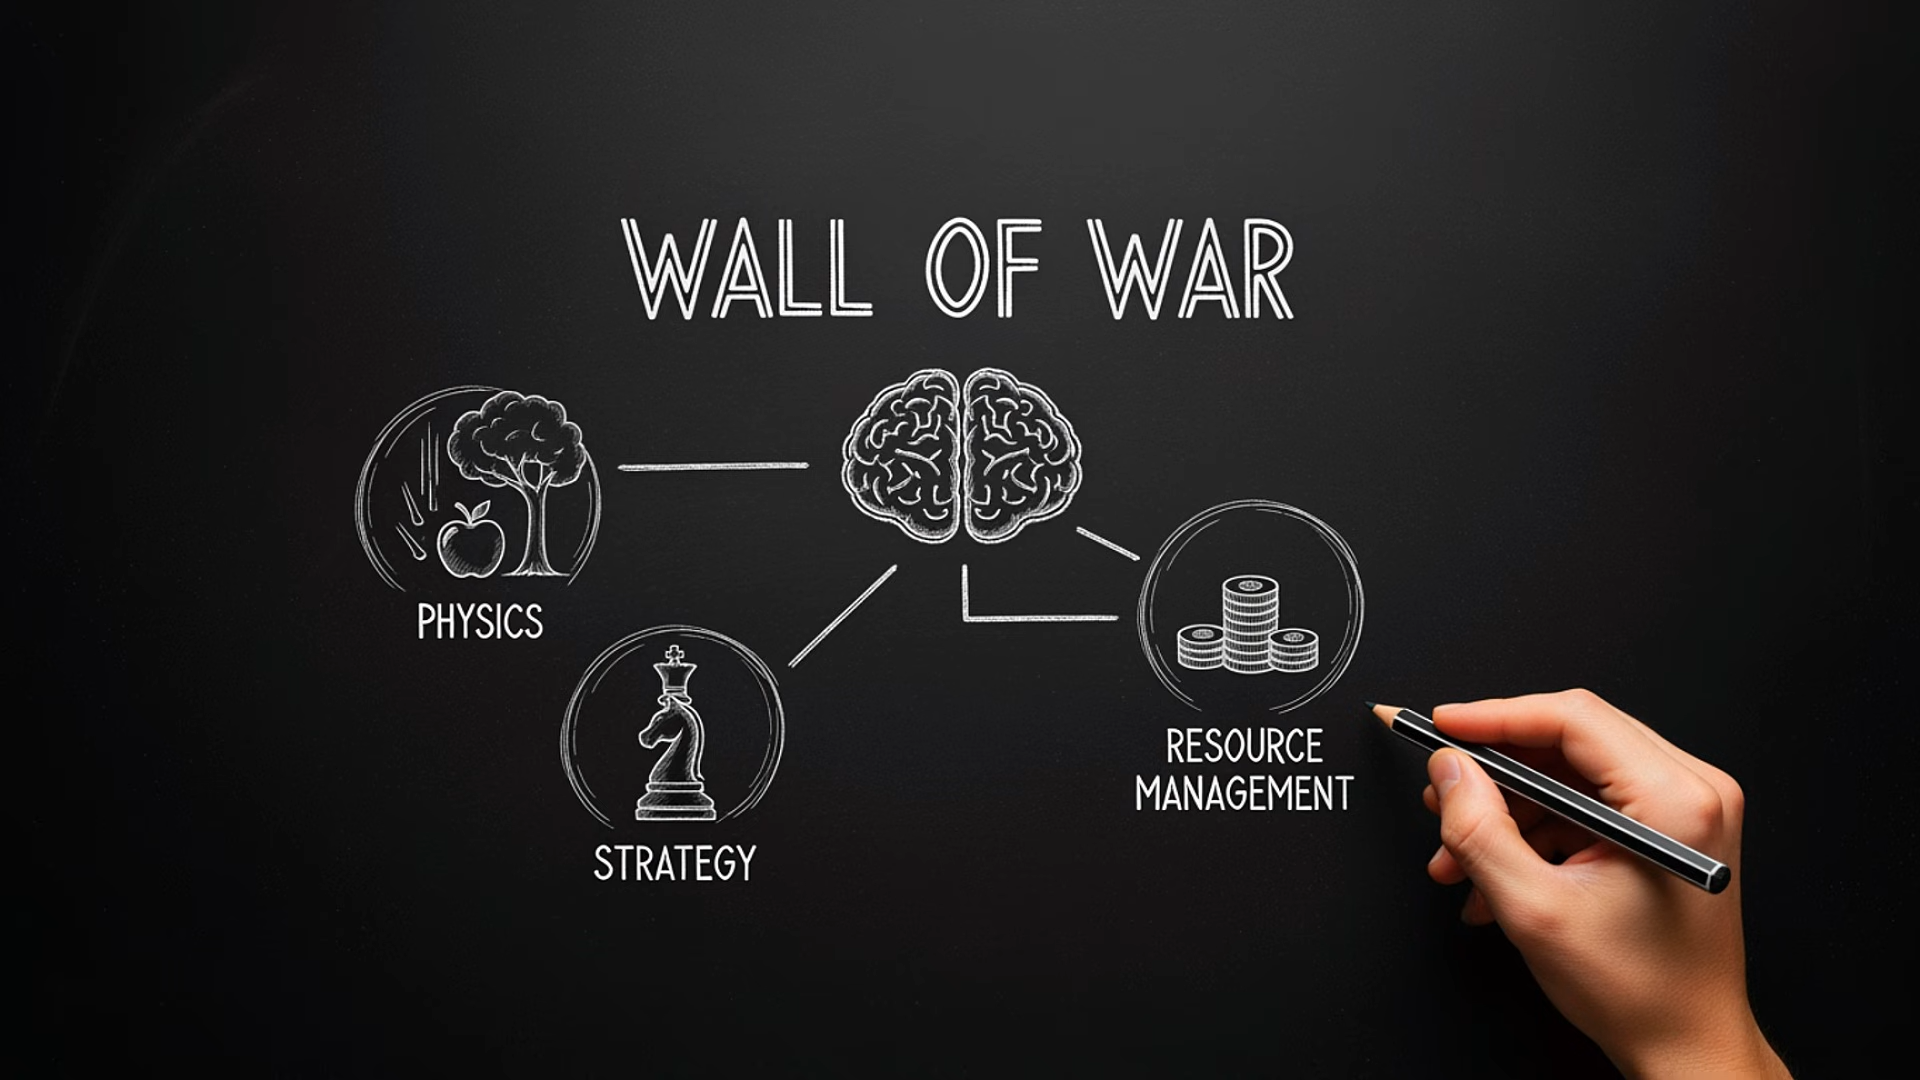 WALL OF WAR
PHYSICS
STRATEGY
RESOURCE
MANAGEMENT